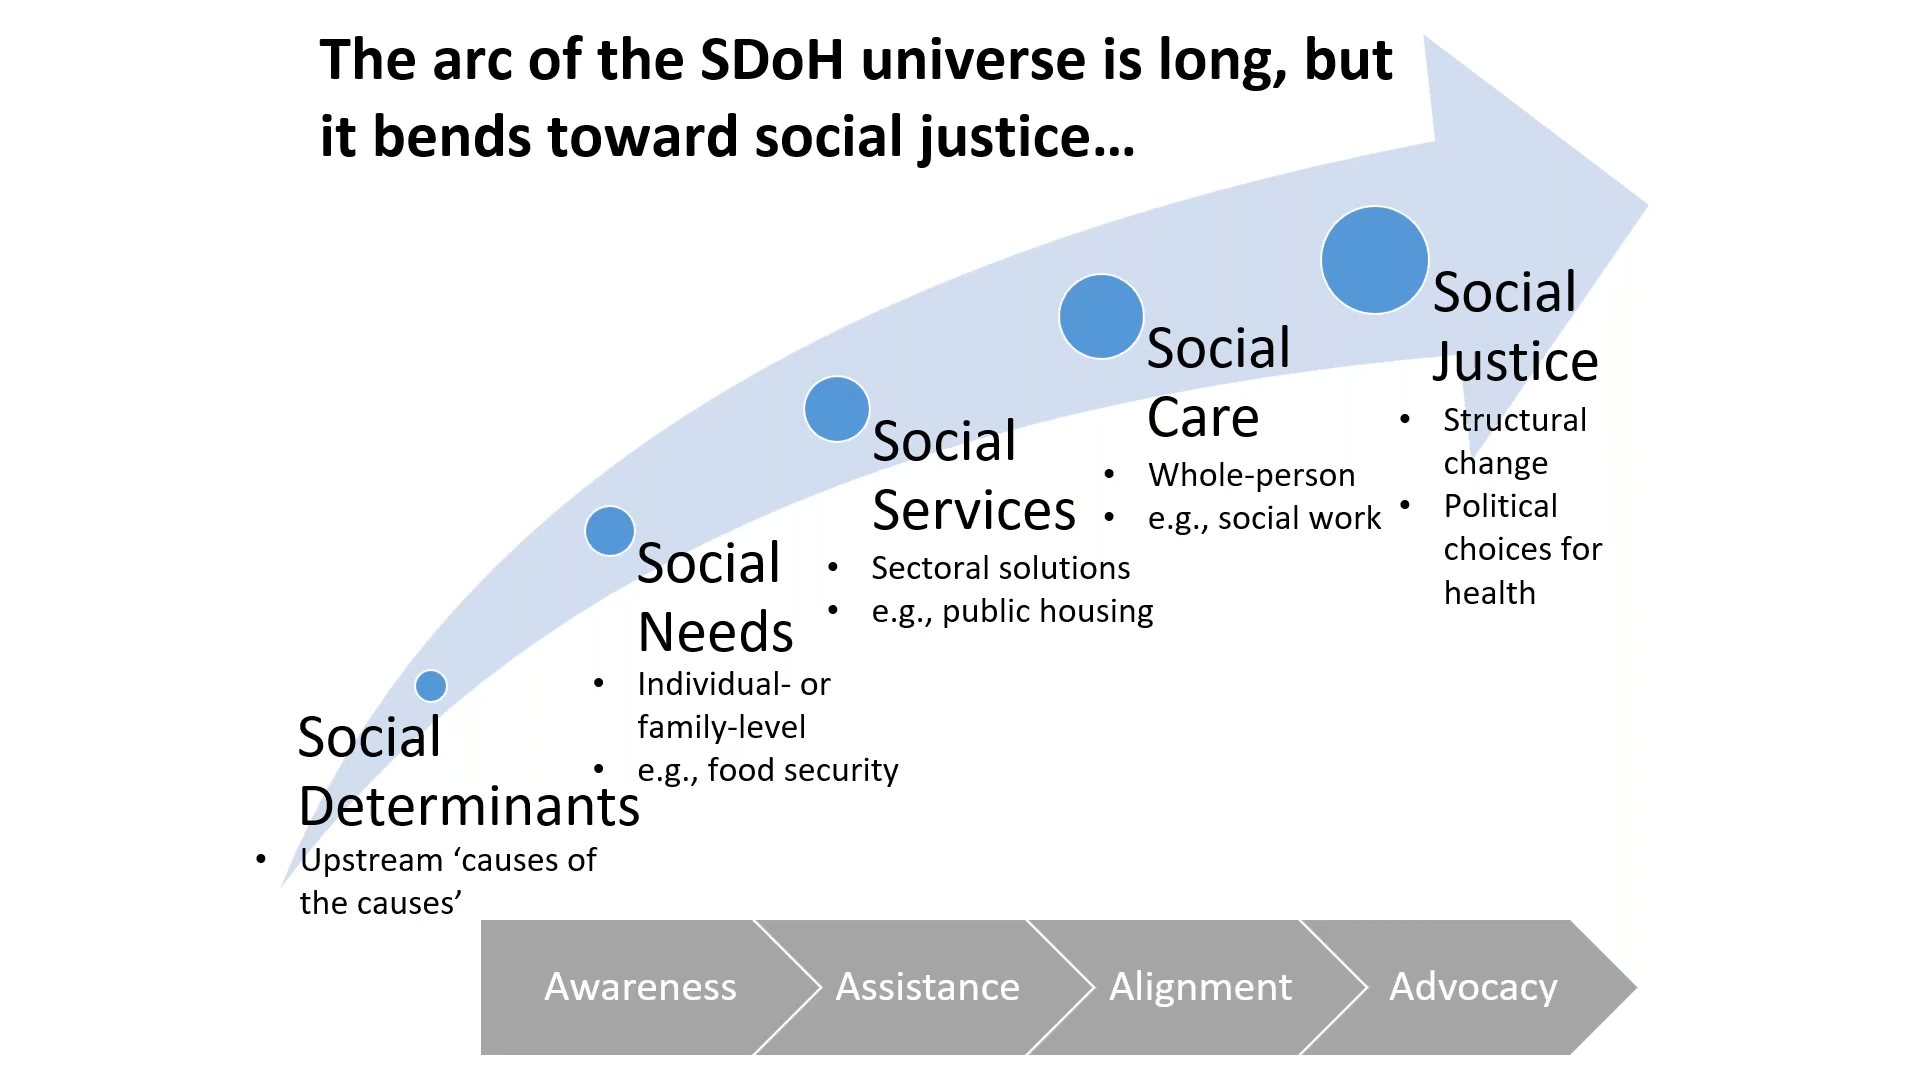 The arc of the SDoH universe is long, but
it bends toward social justice…
Social
Determinants
• Upstream ‘causes of
the causes’
Social
Needs
• Individual- or
family-level
• e.g., food security
Social
Services
• Sectoral solutions
• e.g., public housing
Social
Care
• Whole-person
• e.g., social work
Social
Justice
• Structural
change
• Political
choices for
health
Awareness
Assistance
Alignment
Advocacy